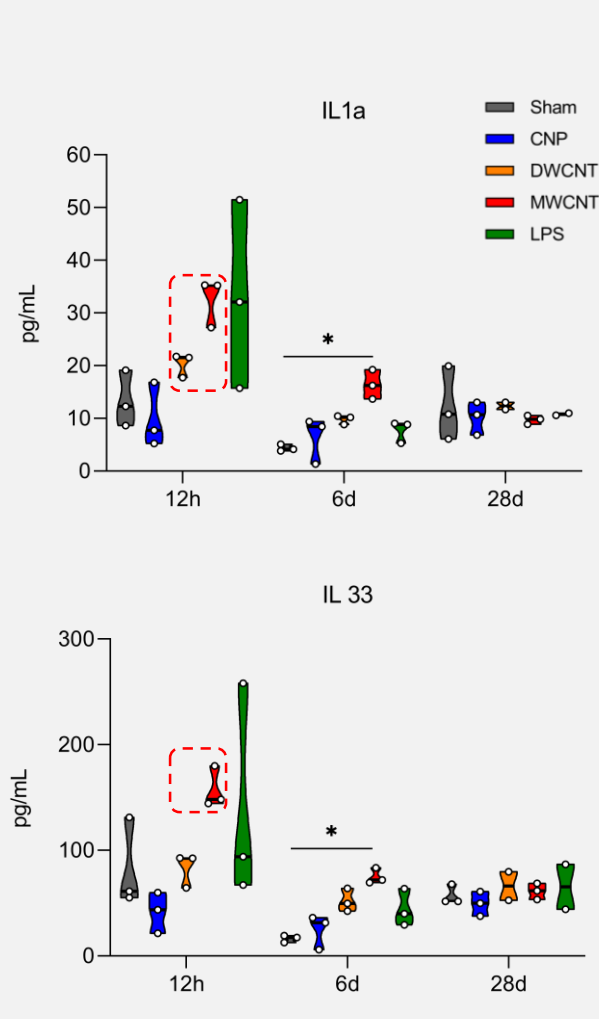 IL1a
Sham
CNP
DWCNT
MWCNT
LPS
pg/mL
60
50
40
30
20
10
0
*
12h
6d
28d
IL 33
pg/mL
300
200
100
0
*
12h
6d
28d